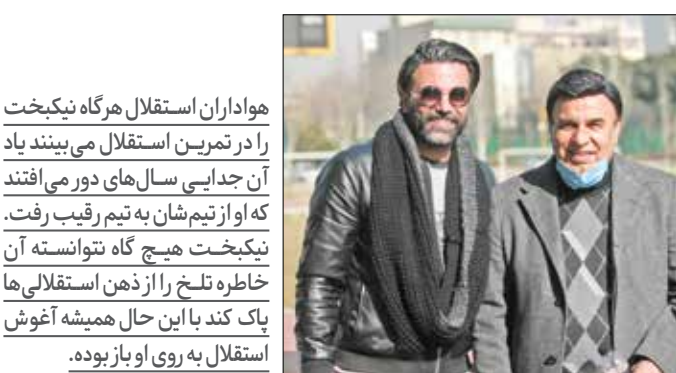 هواداران استقلال هرگاه نیکبخت
را در تمرین استقلال می‌بینند یاد
آن جدایی سال‌های دور می‌افتند
که او از تیم‌شان به تیم رقیب رفت.
نیکبخت هیچ گاه نتوانسته آن
خاطره تلخ را از ذهن استقلالی‌ها
پاک کند با این حال همیشه آغوش
استقلال به روی او باز بوده.